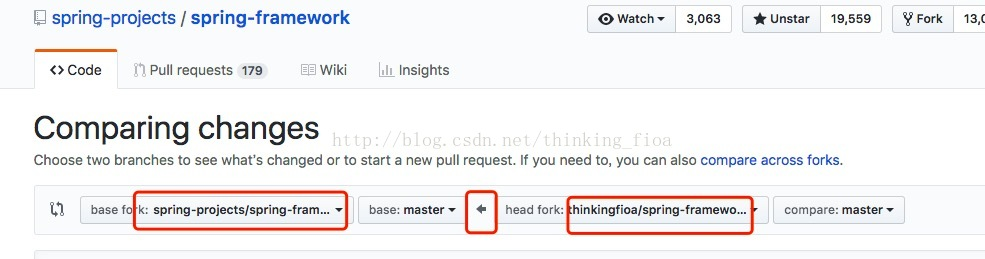 spring-projects / spring-framework Watch 3,063 Unstar 19,559 Fork
Code Pull requests 179 Wiki Insights
Comparing changes
http://blog.csdn.net/thinking_fioa
Choose two branches to see what's changed or to start a new pull request. If you need to, you can also compare across forks.
base fork: spring-projects/spring-fram... base: master head fork: thinkingfioa/spring-framewo... compare: master